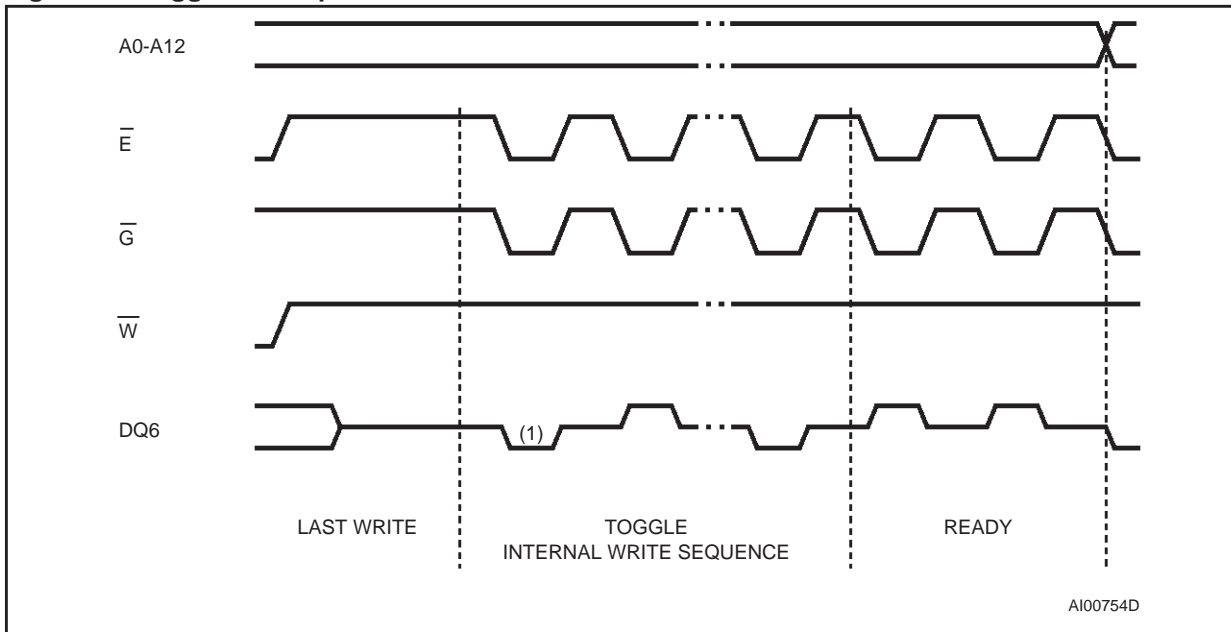 A0-A12
E
G
W
DQ6
(1)
LAST WRITE
TOGGLE
INTERNAL WRITE SEQUENCE
READY
AI00754D